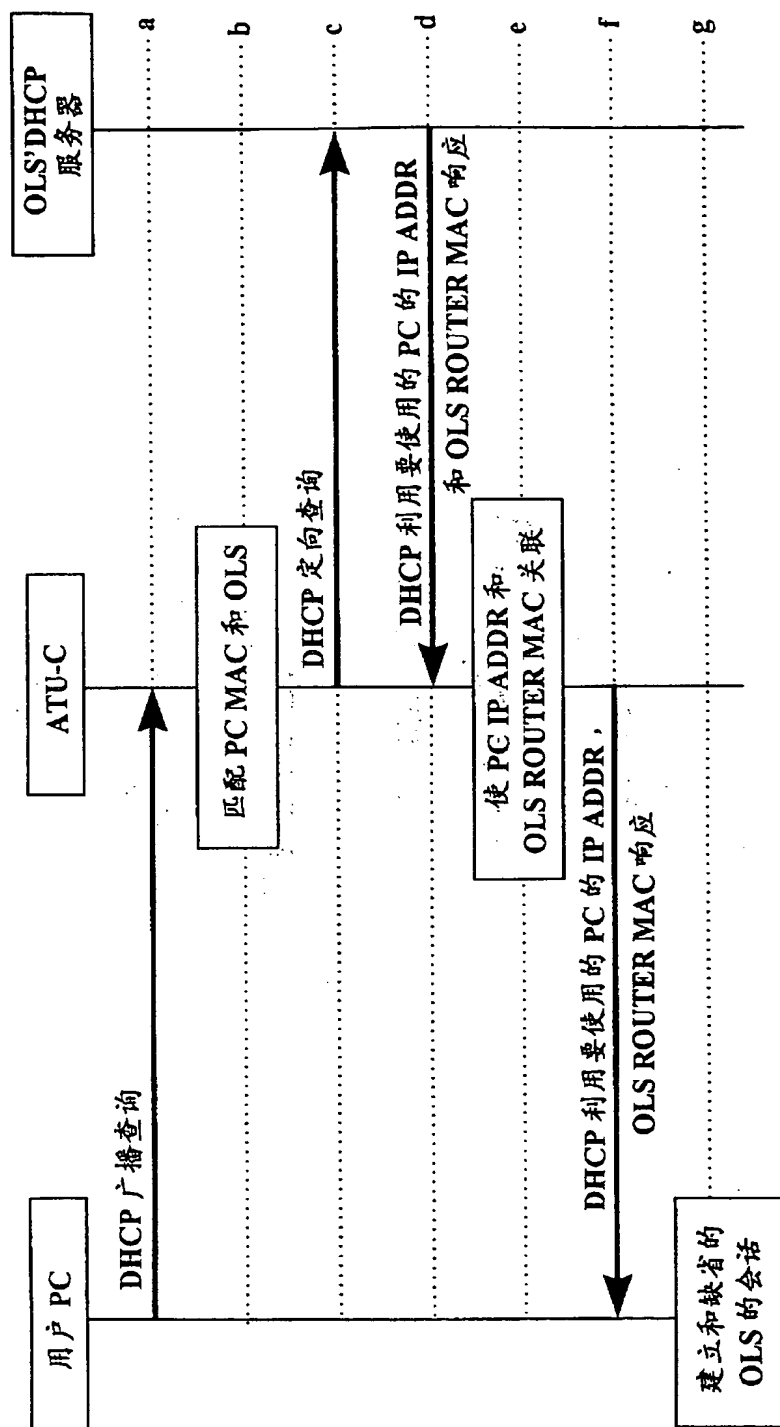 用户 PC
ATU-C
OLS'DHCP
服务器
DHCP 广播查询
a
匹配 PC MAC 和 OLS
b
DHCP 定向查询
c
DHCP 利用要使用的 PC 的 IP ADDR
和 OLS ROUTER MAC 响应
d
使 PC IP ADDR 和
OLS ROUTER MAC 关联
e
DHCP 利用要使用的 PC 的 IP ADDR ,
OLS ROUTER MAC 响应
f
建立和缺省的
OLS 的会话
g